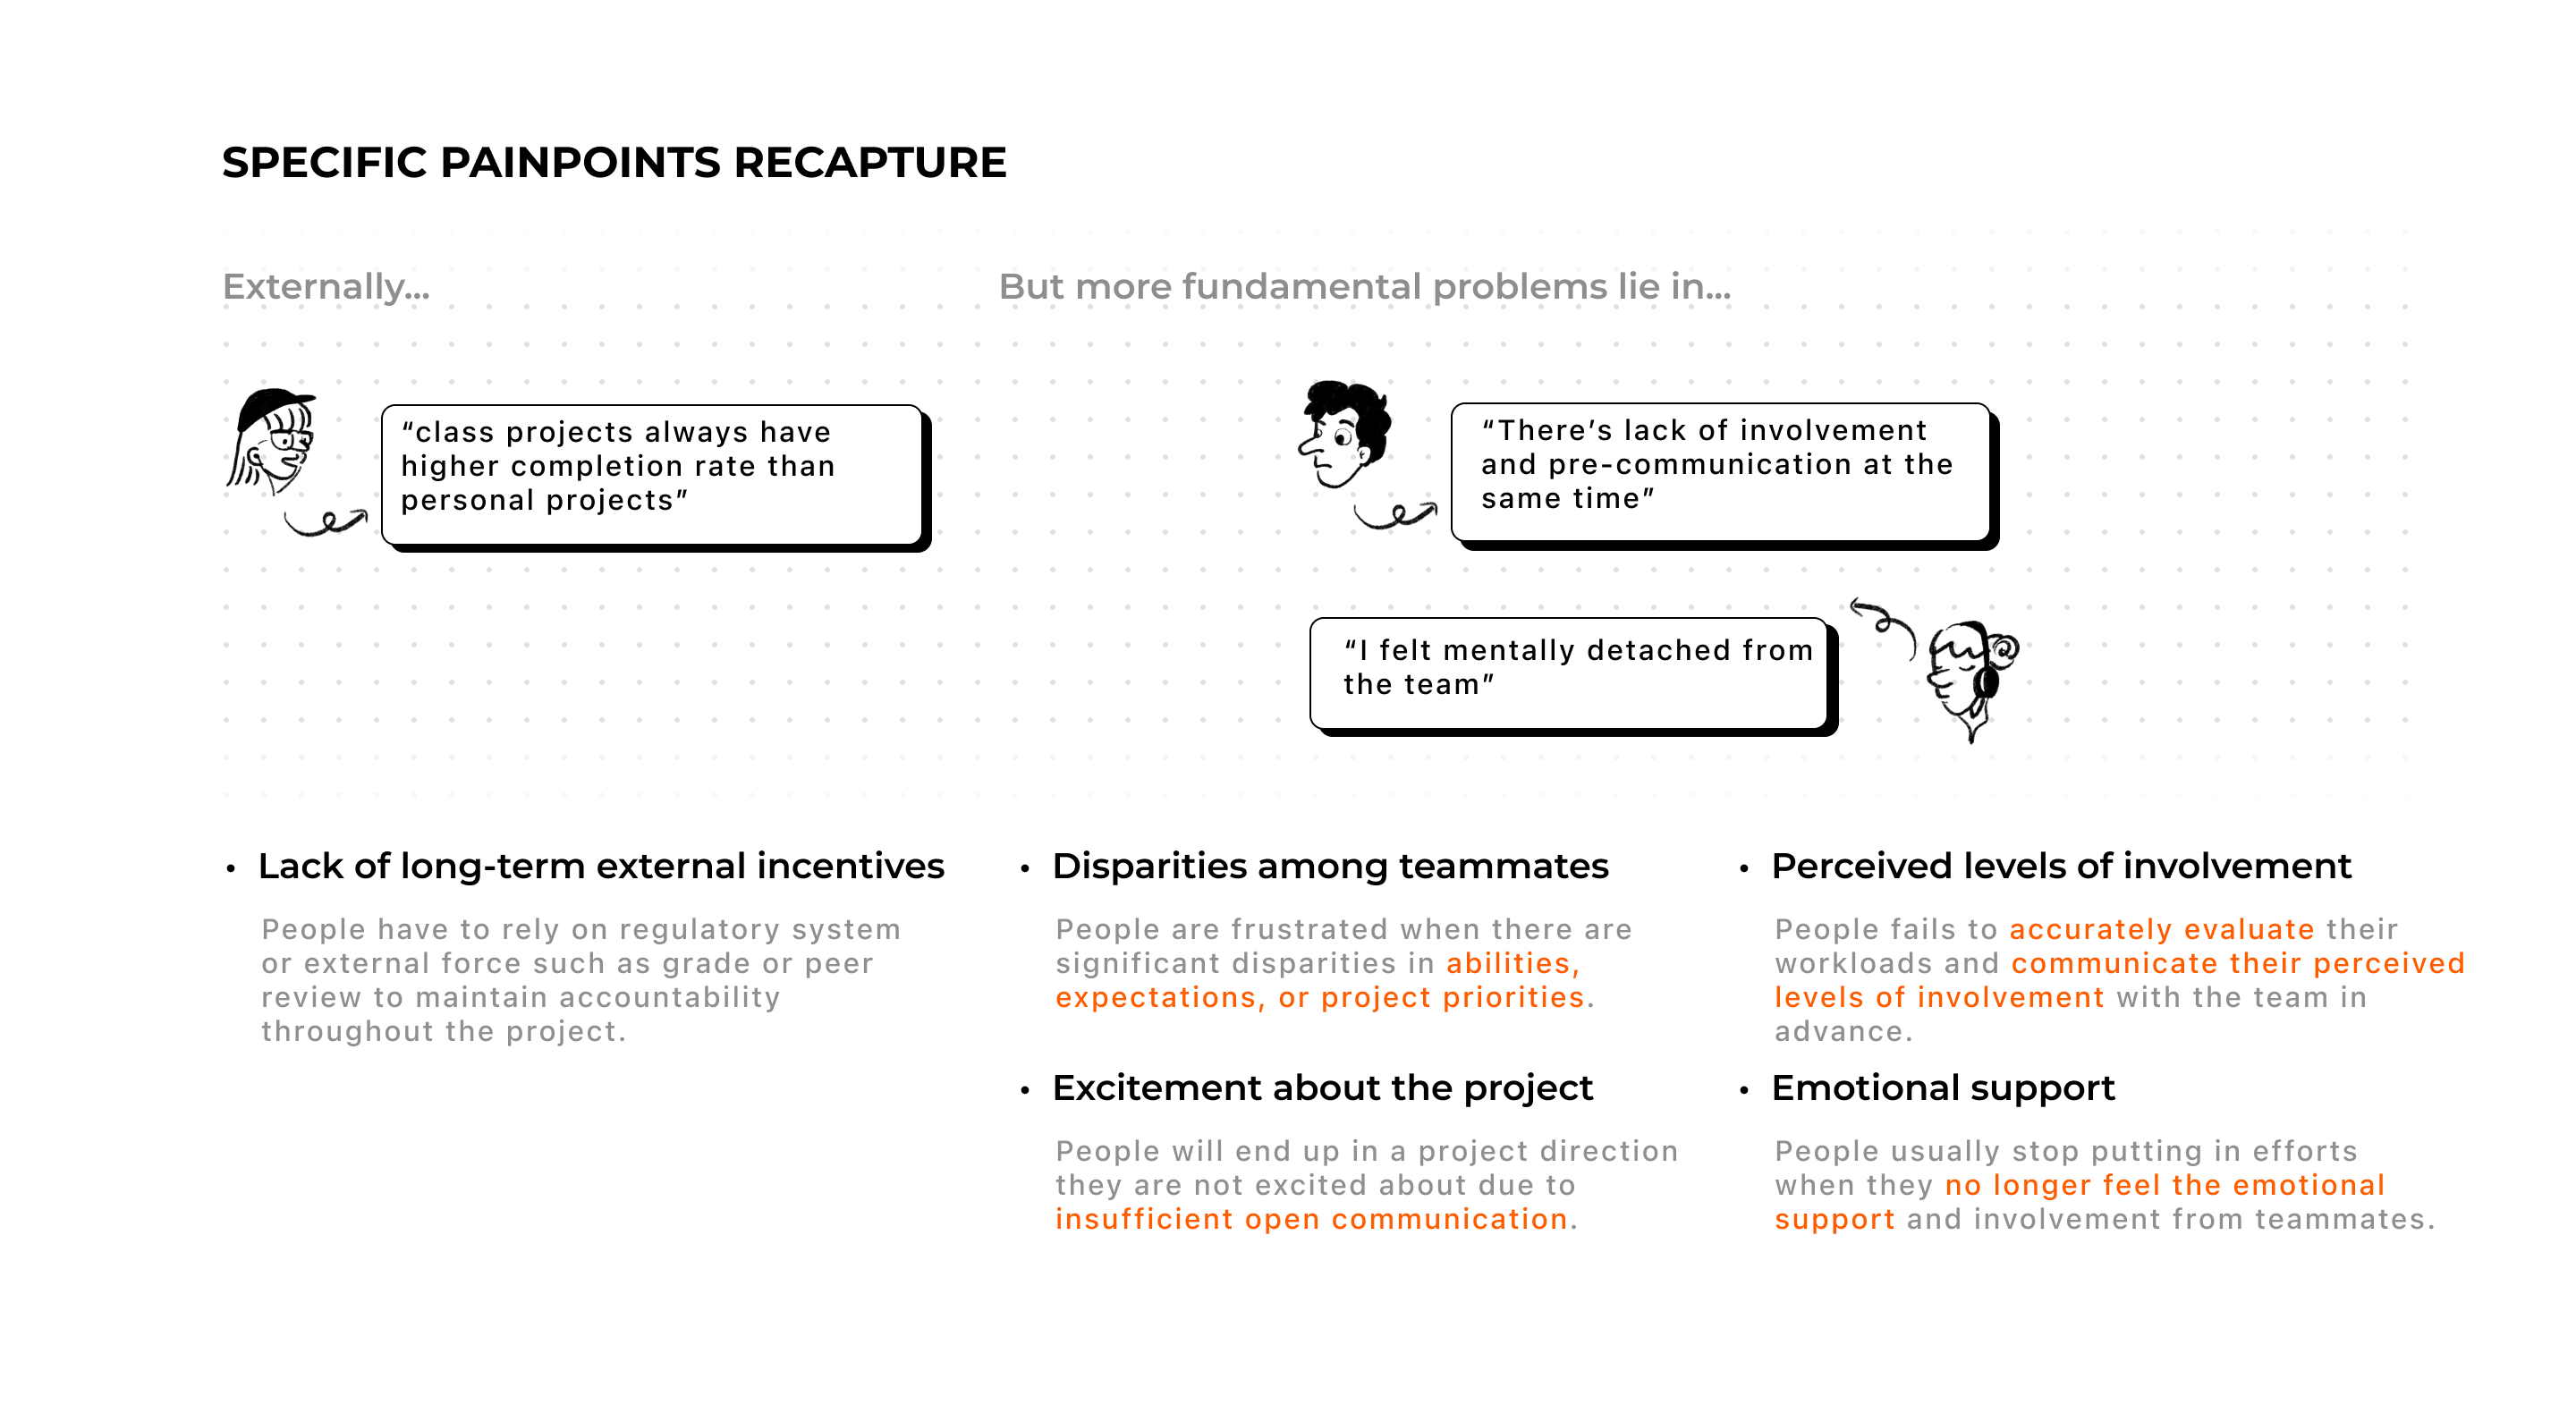 SPECIFIC PAINPOINTS RECAPTURE
Externally...
“class projects always have
higher completion rate than
personal projects”
But more fundamental problems lie in...
“There’s lack of involvement
and pre-communication at the
same time”
“I felt mentally detached from
the team”
• Lack of long-term external incentives
People have to rely on regulatory system
or external force such as grade or peer
review to maintain accountability
throughout the project.
• Disparities among teammates
People are frustrated when there are
significant disparities in abilities,
expectations, or project priorities.
• Excitement about the project
People will end up in a project direction
they are not excited about due to
insufficient open communication.
• Perceived levels of involvement
People fails to accurately evaluate their
workloads and communicate their perceived
levels of involvement with the team in
advance.
• Emotional support
People usually stop putting in efforts
when they no longer feel the emotional
support and involvement from teammates.